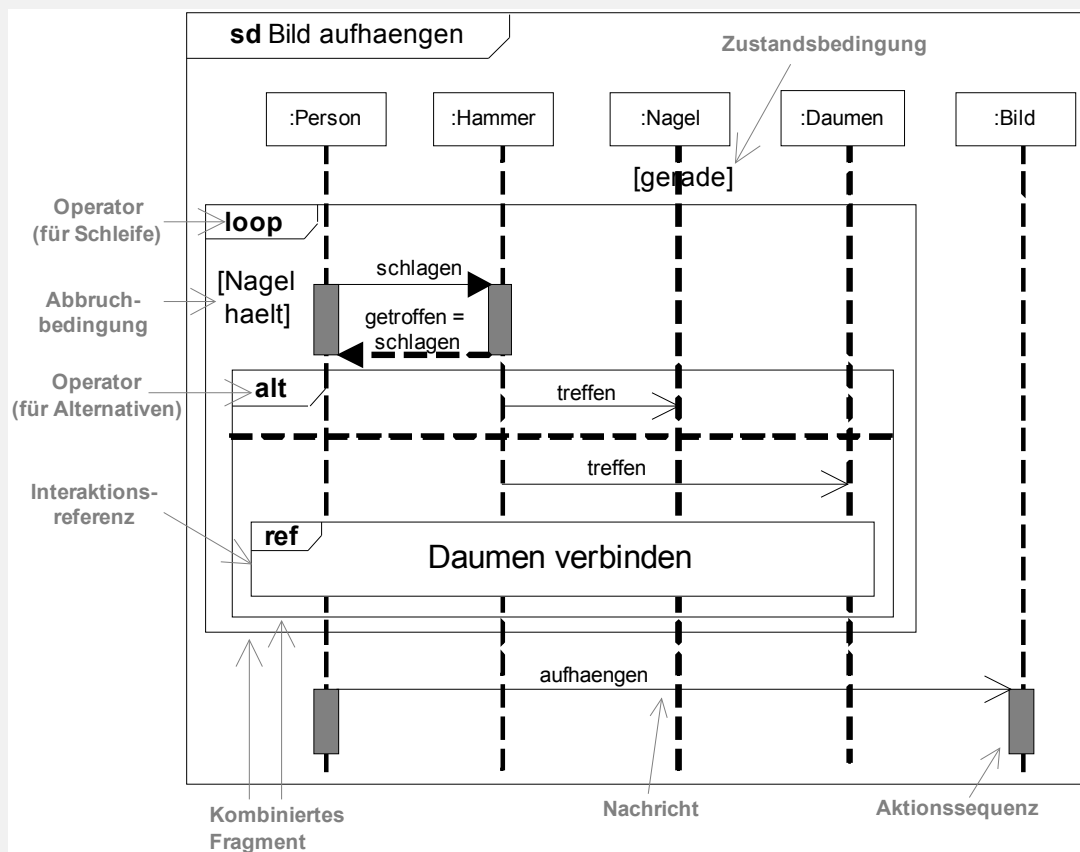 sd Bild aufhaengen
Zustandsbedingung
:Person
:Hammer
:Nagel
:Daumen
:Bild
[gerade]
Operator
(für Schleife)
loop
[Nagel
haelt]
schlagen
Abbruch-
bedingung
getroffen =
schlagen
Operator
(für Alternativen)
alt
treffen
treffen
Interaktions-
referenz
ref
Daumen verbinden
aufhaengen
Kombiniertes
Fragment
Nachricht
Aktionssequenz